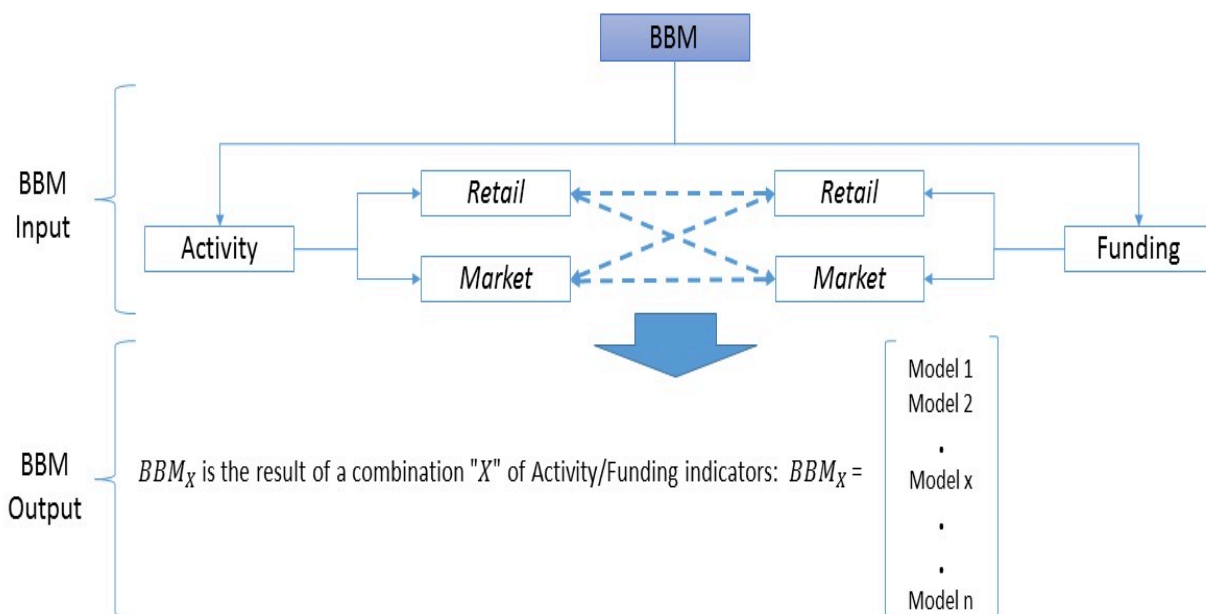 BBM
BBM
Input
Retail
Retail
Activity
Funding
Market
Market
Model 1
Model 2
.
BBM
Output
BBM_X is the result of a combination "X" of Activity/Funding indicators: BBM_X =
Model x
.
.
Model n